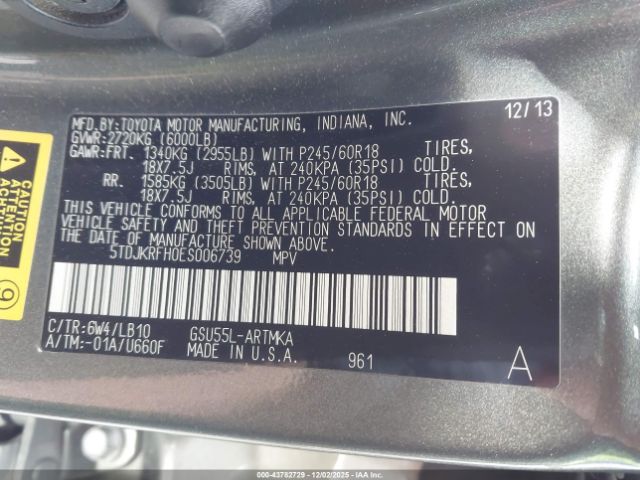 MFD.BY:TOYOTA MOTOR MANUFACTURING, INDIANA, INC. 12/13
GVWR:2720KG (6000LB)
GAWR:FRT. 1340KG (2955LB) WITH P245/60R18 TIRES,
18X7.5J RIMS, AT 240KPA (35PSI) COLD.
RR. 1585KG (3505LB) WITH P245/60R18 TIRES,
18X7.5J RIMS, AT 240KPA (35PSI) COLD.
THIS VEHICLE CONFORMS TO ALL APPLICABLE FEDERAL MOTOR
VEHICLE SAFETY AND THEFT PREVENTION STANDARDS IN EFFECT ON
THE DATE OF MANUFACTURE SHOWN ABOVE.
5TDJKRFH0ES006739 MPV
C/TR:6W4/LB10 GSU55L-ARTMKA
A/TM:-01A/U660F MADE IN U.S.A. 961 A
CAUTION
ATTENTION
9
© 43782729 - 12/02/2025 - IAAI.COM